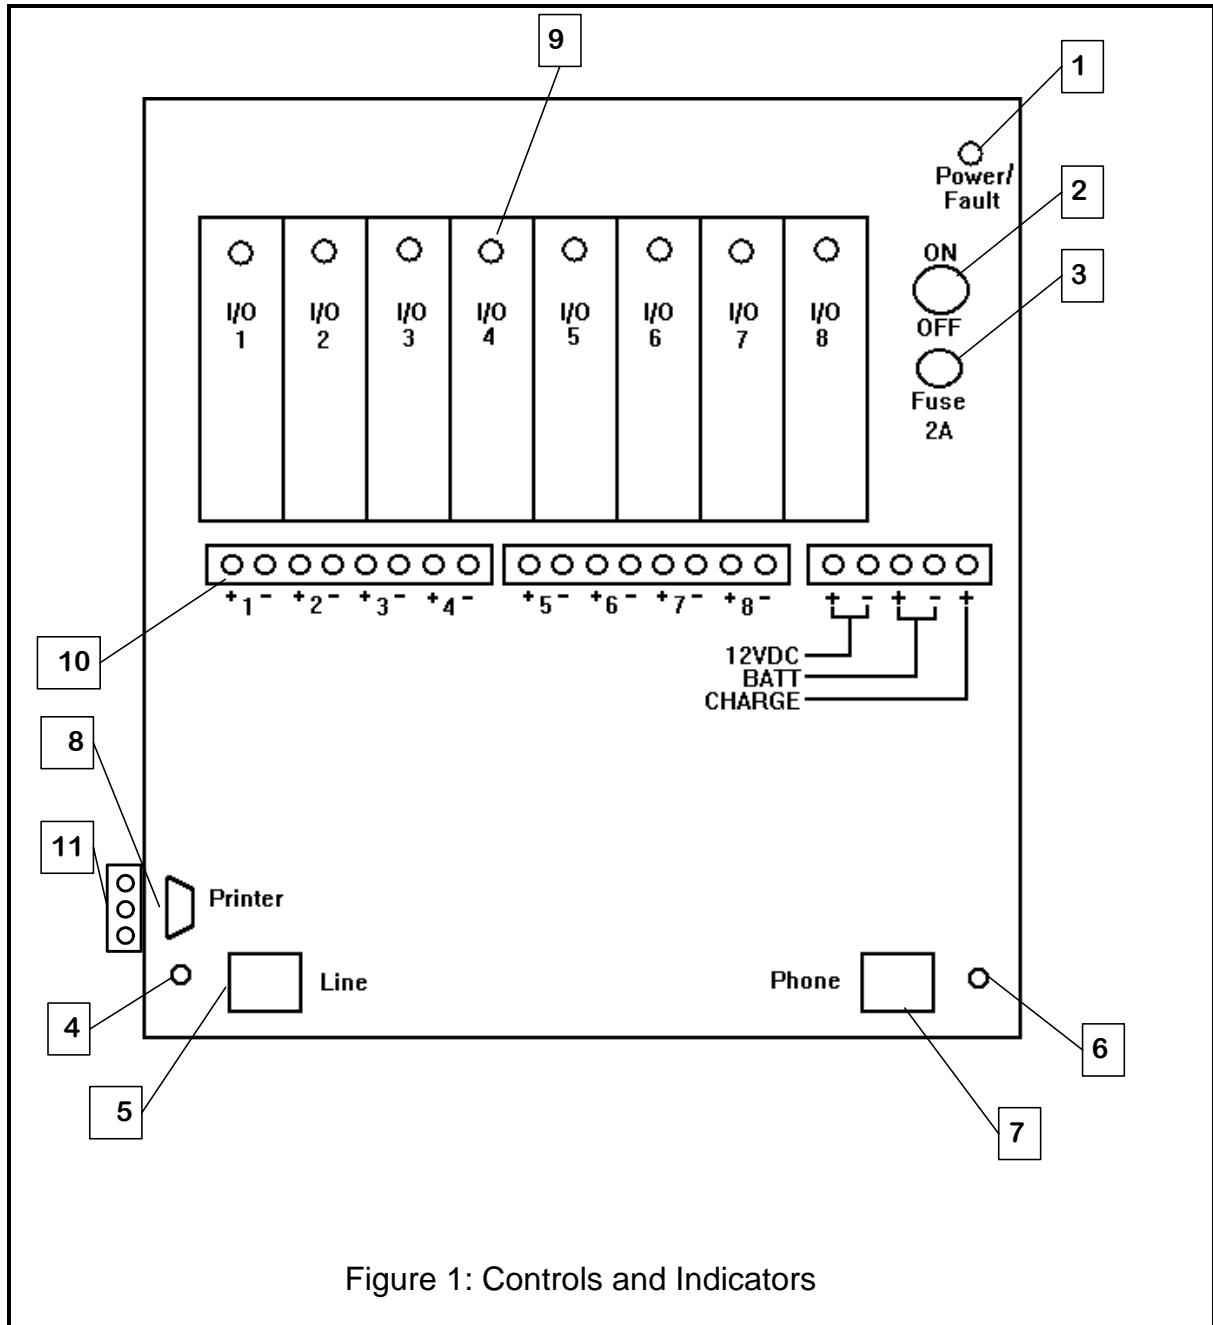 9
1
Power/
Fault
2
ON
OFF
3
Fuse
2A
I/O 1
I/O 2
I/O 3
I/O 4
I/O 5
I/O 6
I/O 7
I/O 8
+ 1 - + 2 - + 3 - + 4 - + 5 - + 6 - + 7 - + 8 - + - + - +
12VDC
BATT
CHARGE
10
8
11
Printer
4
Line
Phone
6
5
7
Figure 1: Controls and Indicators